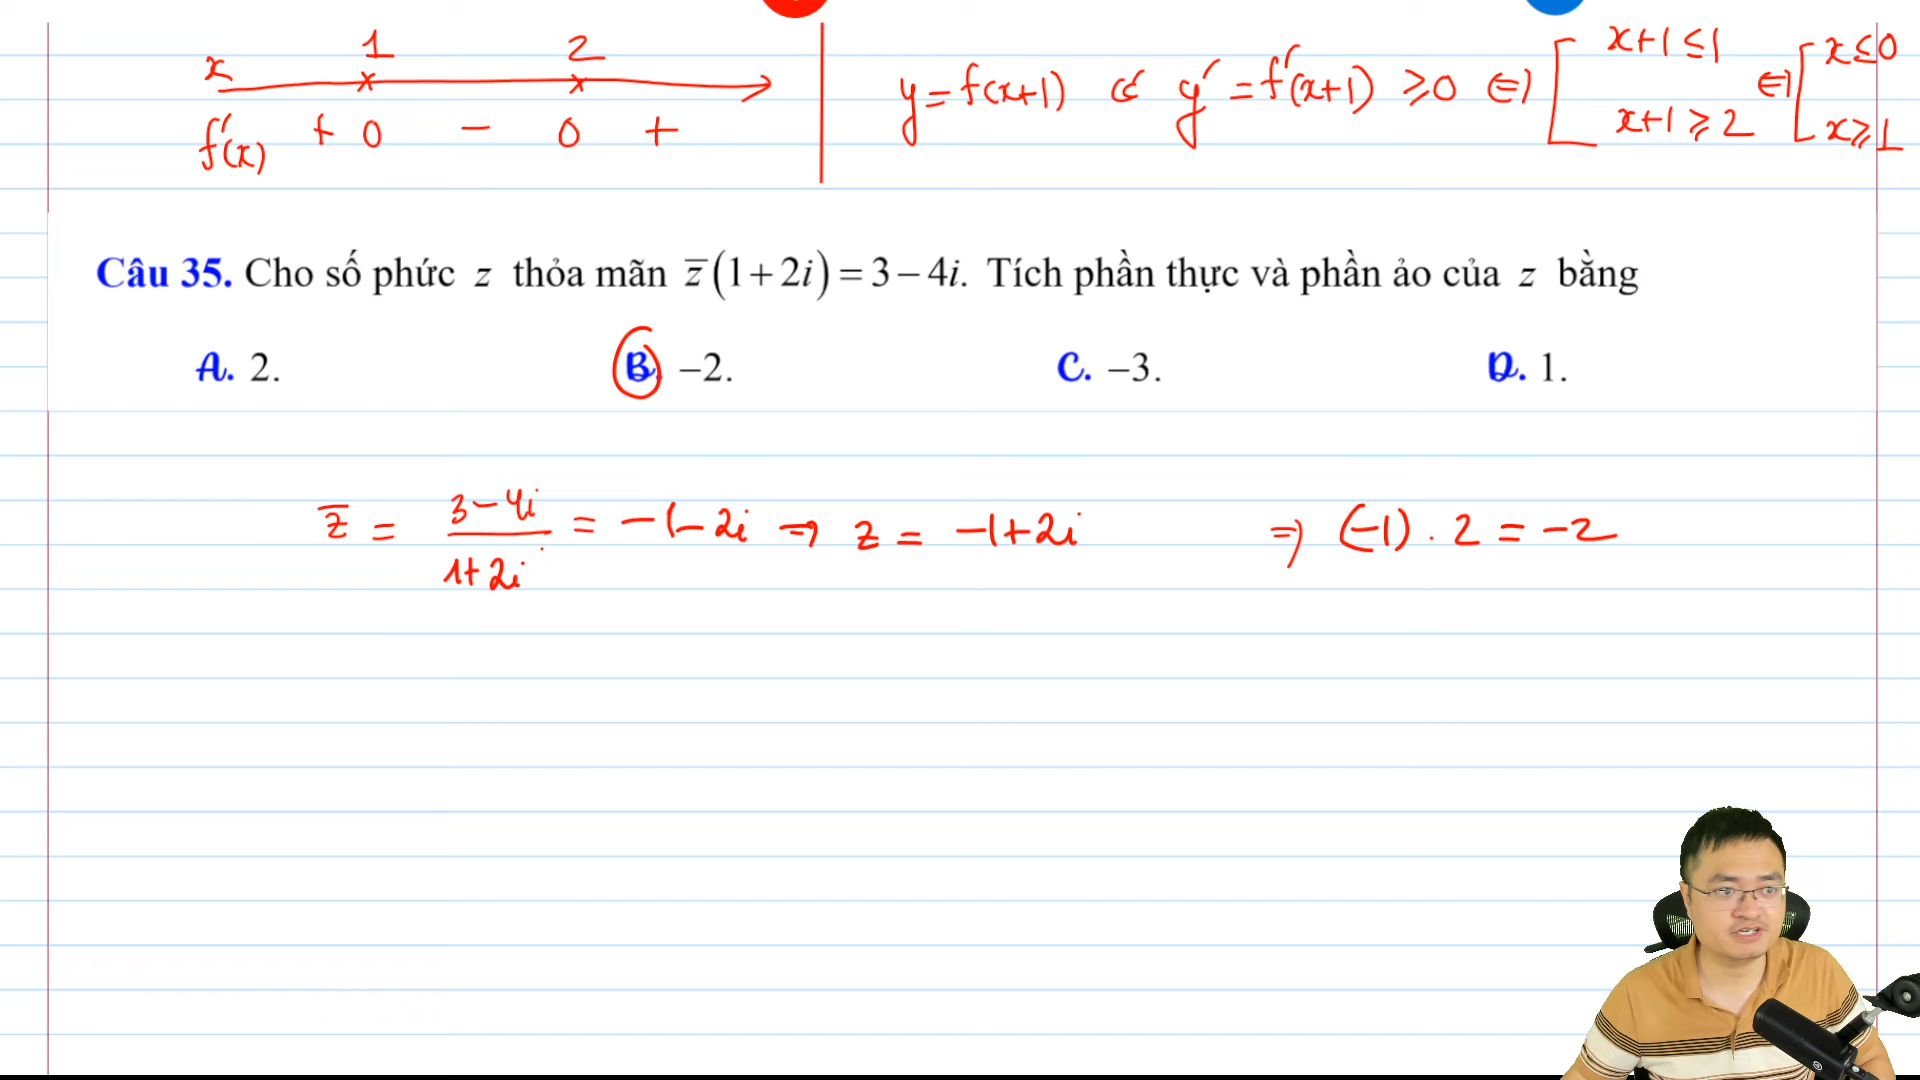 x 1 2
f'(x) + 0 - 0 +
y = f(x+1) có y' = f'(x+1) ≥ 0 ⇔ [ x+1 ≤ 1 ⇔ [ x ≤ 0
x+1 ≥ 2 x ≥ 1
Câu 35. Cho số phức z thỏa mãn z̅(1+2i) = 3−4i. Tích phần thực và phần ảo của z bằng
A. 2. B. −2. C. −3. D. 1.
z̅ = (3-4i)/(1+2i) = -1-2i ⇒ z = -1+2i ⇒ (-1).2 = -2